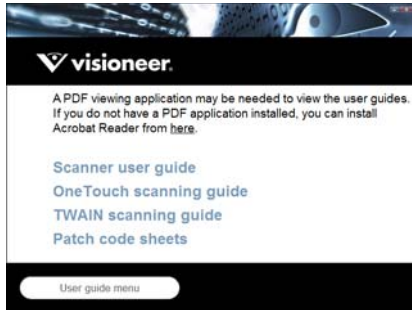 visioneer.
A PDF viewing application may be needed to view the user guides.
If you do not have a PDF application installed, you can install
Acrobat Reader from here.
Scanner user guide
OneTouch scanning guide
TWAIN scanning guide
Patch code sheets
User guide menu